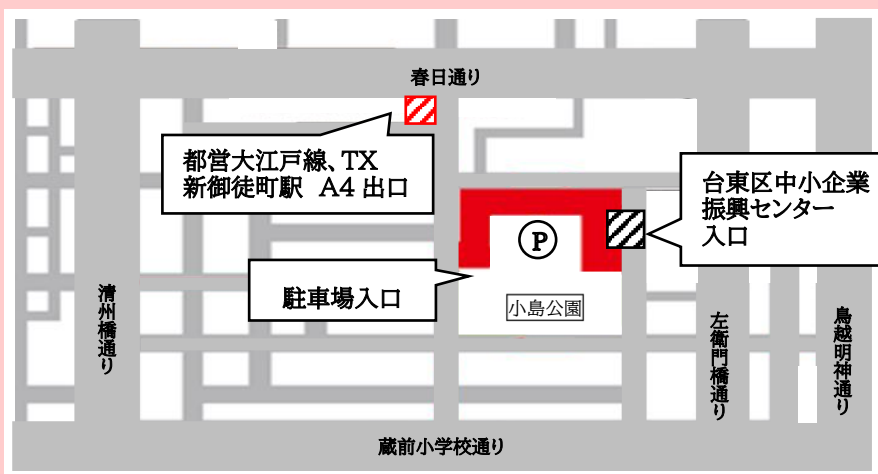 春日通り
都営大江戸線、TX
新御徒町駅 A4 出口
台東区中小企業
振興センター
入口
P
駐車場入口
小島公園
清州橋通り
左衛門橋通り
鳥越明神通り
蔵前小学校通り